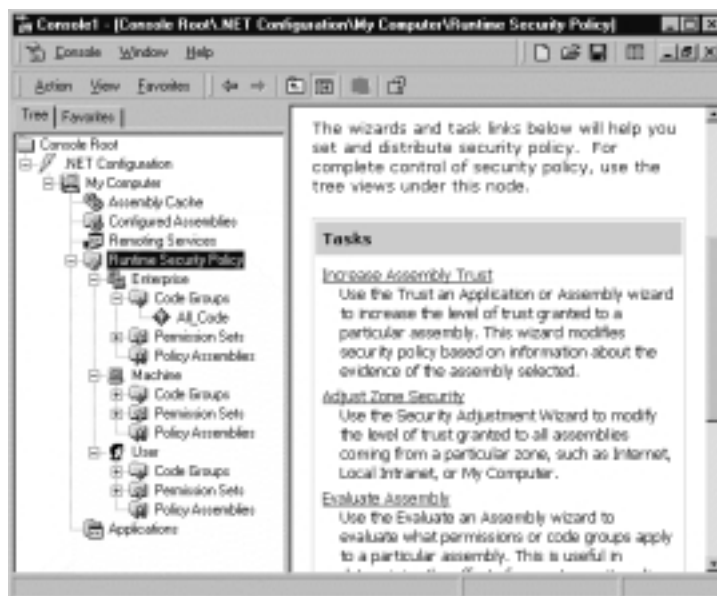 Console1 - [Console Root\.NET Configuration\My Computer\Runtime Security Policy]
Console Window Help
Action View Favorites
Tree Favorites
Console Root
.NET Configuration
My Computer
Assembly Cache
Configured Assemblies
Remoting Services
Runtime Security Policy
Enterprise
Code Groups
All_Code
Permission Sets
Policy Assemblies
Machine
Code Groups
Permission Sets
Policy Assemblies
User
Code Groups
Permission Sets
Policy Assemblies
Applications
The wizards and task links below will help you
set and distribute security policy. For
complete control of security policy, use the
tree views under this node.
Tasks
Increase Assembly Trust
Use the Trust an Application or Assembly wizard
to increase the level of trust granted to a
particular assembly. This wizard modifies
security policy based on information about the
evidence of the assembly selected.
Adjust Zone Security
Use the Security Adjustment Wizard to modify
the level of trust granted to all assemblies
coming from a particular zone, such as Internet,
Local Intranet, or My Computer.
Evaluate Assembly
Use the Evaluate an Assembly wizard to
evaluate what permissions or code groups apply
to a particular assembly. This is useful in